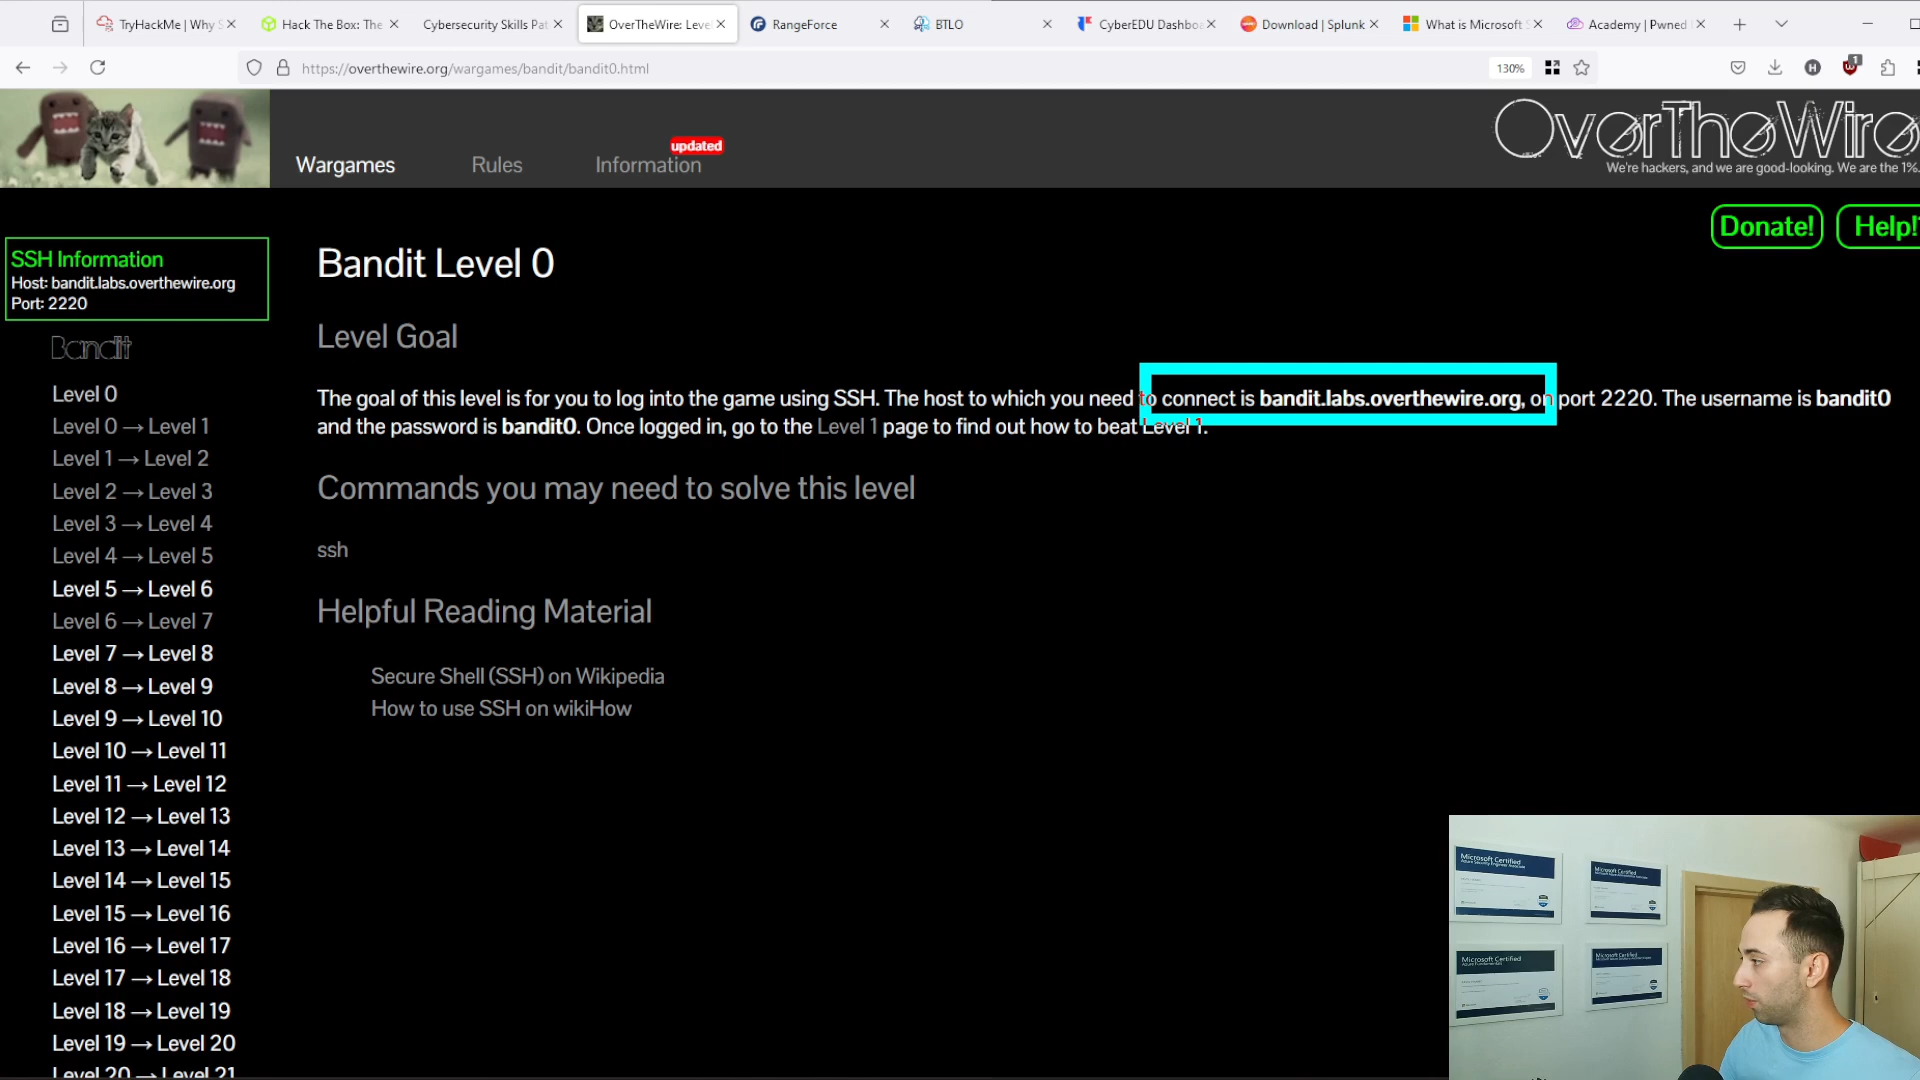 TryHackMe | Why S
Hack The Box: The
Cybersecurity Skills Pat
OverTheWire: Leve
RangeForce
BTLO
CyberEDU Dashboa
Download | Splunk
What is Microsoft S
Academy | Pwned
https://overthewire.org/wargames/bandit/bandit0.html
130%
1
Wargames
Rules
Information
updated
OverTheWire
We're hackers, and we are good-looking. We are the 1%.
Donate!
Help!?
SSH Information
Host: bandit.labs.overthewire.org
Port: 2220
Bandit
Level 0
Level 0 → Level 1
Level 1 → Level 2
Level 2 → Level 3
Level 3 → Level 4
Level 4 → Level 5
Level 5 → Level 6
Level 6 → Level 7
Level 7 → Level 8
Level 8 → Level 9
Level 9 → Level 10
Level 10 → Level 11
Level 11 → Level 12
Level 12 → Level 13
Level 13 → Level 14
Level 14 → Level 15
Level 15 → Level 16
Level 16 → Level 17
Level 17 → Level 18
Level 18 → Level 19
Level 19 → Level 20
Level 20 → Level 21
Bandit Level 0
Level Goal
The goal of this level is for you to log into the game using SSH. The host to which you need to connect is bandit.labs.overthewire.org, on port 2220. The username is bandit0
and the password is bandit0. Once logged in, go to the Level 1 page to find out how to beat Level 1.
Commands you may need to solve this level
ssh
Helpful Reading Material
Secure Shell (SSH) on Wikipedia
How to use SSH on wikiHow
Microsoft Certified
Microsoft Certified
Microsoft Certified
Microsoft Certified